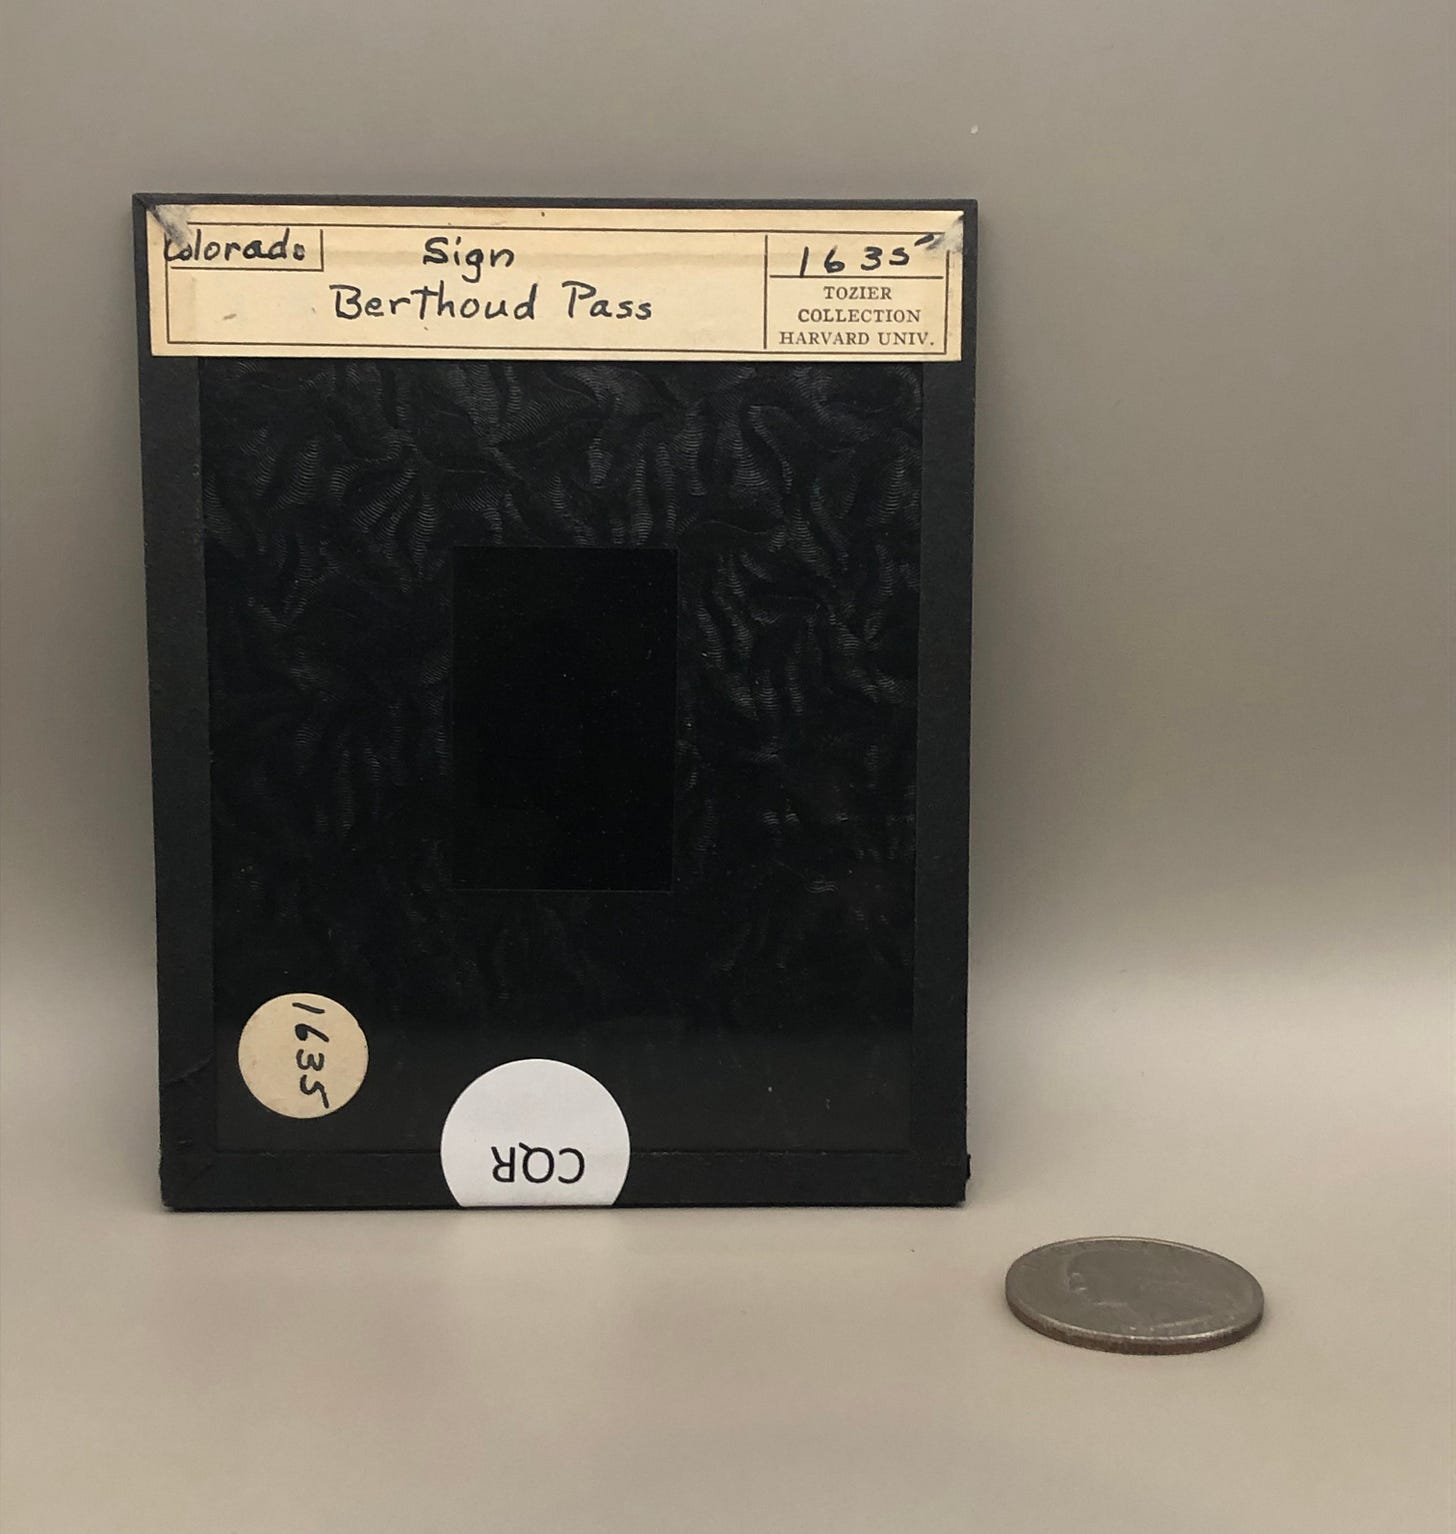 Colorado
Sign
Berthoud Pass
1635
TOZIER
COLLECTION
HARVARD UNIV.
1635
CQR